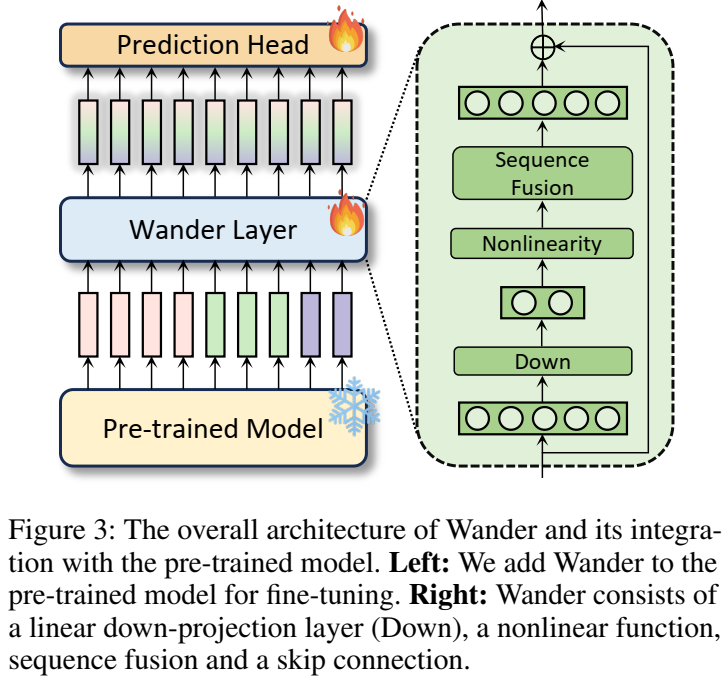 Prediction Head
Wander Layer
Pre-trained Model
Sequence
Fusion
Nonlinearity
Down
Figure 3: The overall architecture of Wander and its integra-
tion with the pre-trained model. Left: We add Wander to the
pre-trained model for fine-tuning. Right: Wander consists of
a linear down-projection layer (Down), a nonlinear function,
sequence fusion and a skip connection.